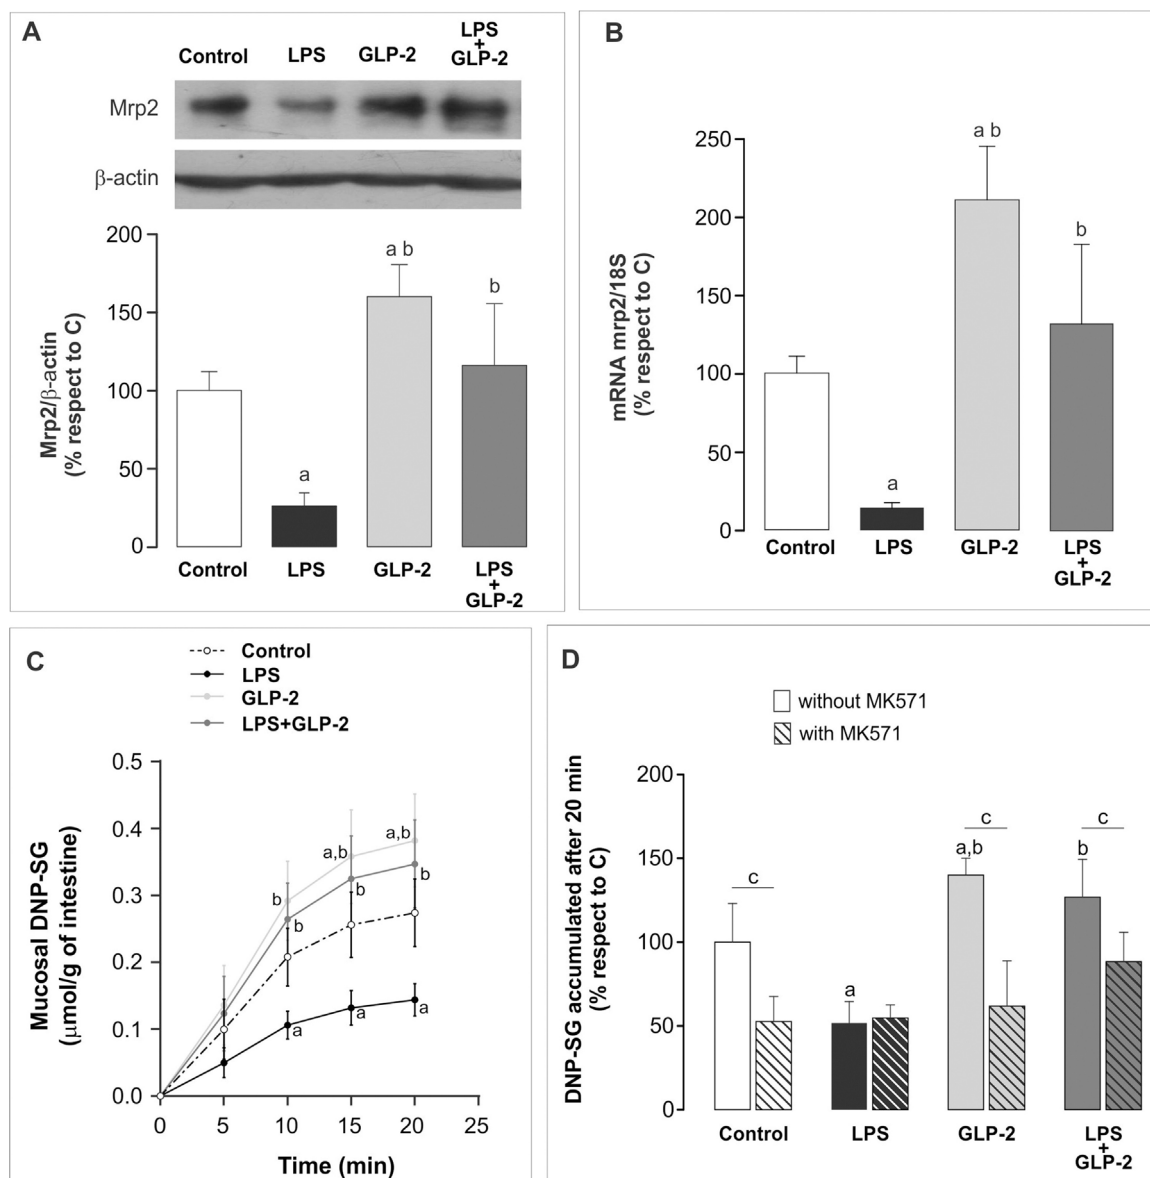 A
Control
LPS
GLP-2
LPS
+
GLP-2
Mrp2
β-actin
Mrp2/β-actin
(% respect to C)
200
150
100
50
0
a
a b
b
Control
LPS
GLP-2
LPS
+
GLP-2
B
mRNA mrp2/18S
(% respect to C)
250
200
150
100
50
0
a
a b
b
Control
LPS
GLP-2
LPS
+
GLP-2
C
Control
LPS
GLP-2
LPS+GLP-2
Mucosal DNP-SG
(μmol/g of intestine)
0.5
0.4
0.3
0.2
0.1
0.0
b
a,b
a,b
b
b
b
a
a
a
0
5
10
15
20
25
Time (min)
D
without MK571
with MK571
DNP-SG accumulated after 20 min
(% respect to C)
200
150
100
50
0
c
a
c
a,b
c
b
Control
LPS
GLP-2
LPS
+
GLP-2